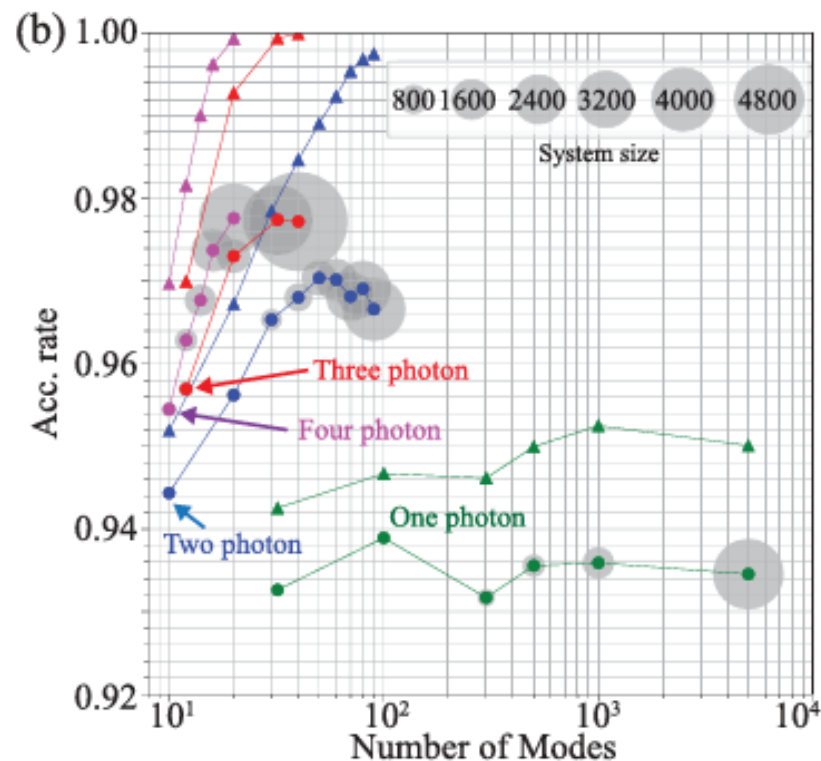 (b)
1.00
0.98
0.96
0.94
0.92
Acc. rate
800 1600 2400 3200 4000 4800
System size
Three photon
Four photon
One photon
Two photon
10¹ 10² 10³ 10⁴
Number of Modes